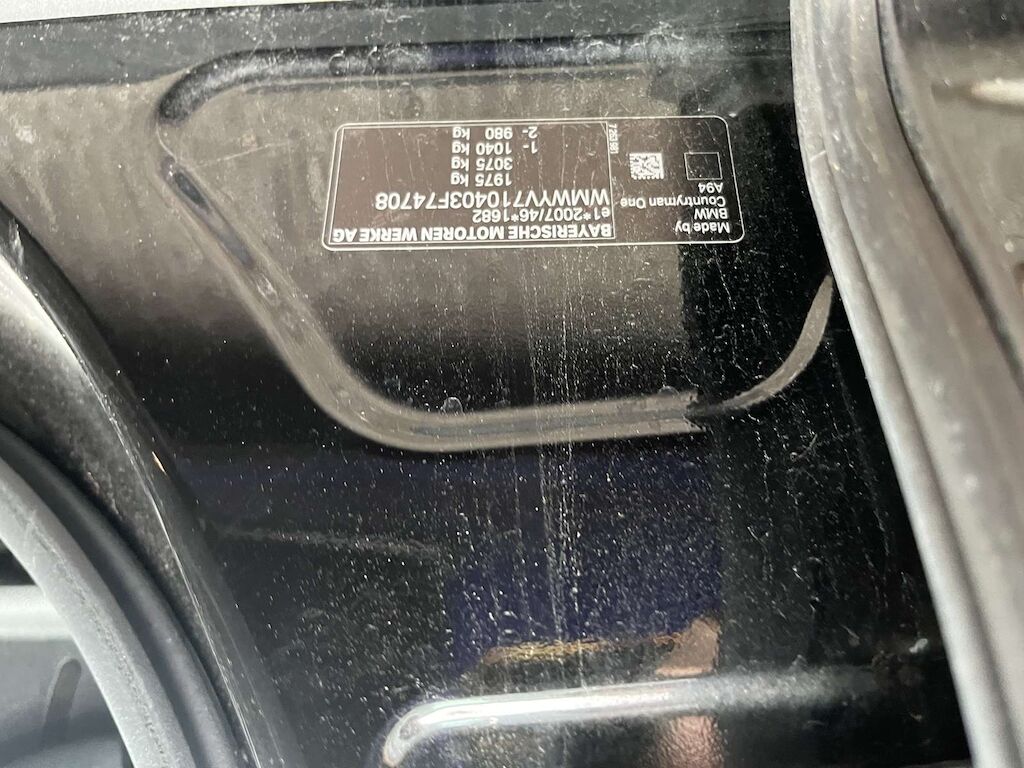 BAYERISCHE MOTOREN WERKE AG
e1*2007/46*1682
WMWYV710403F74708
1975 kg
3075 kg
1- 1040 kg
2- 980 kg
Made by
BMW
Countryman One
A94